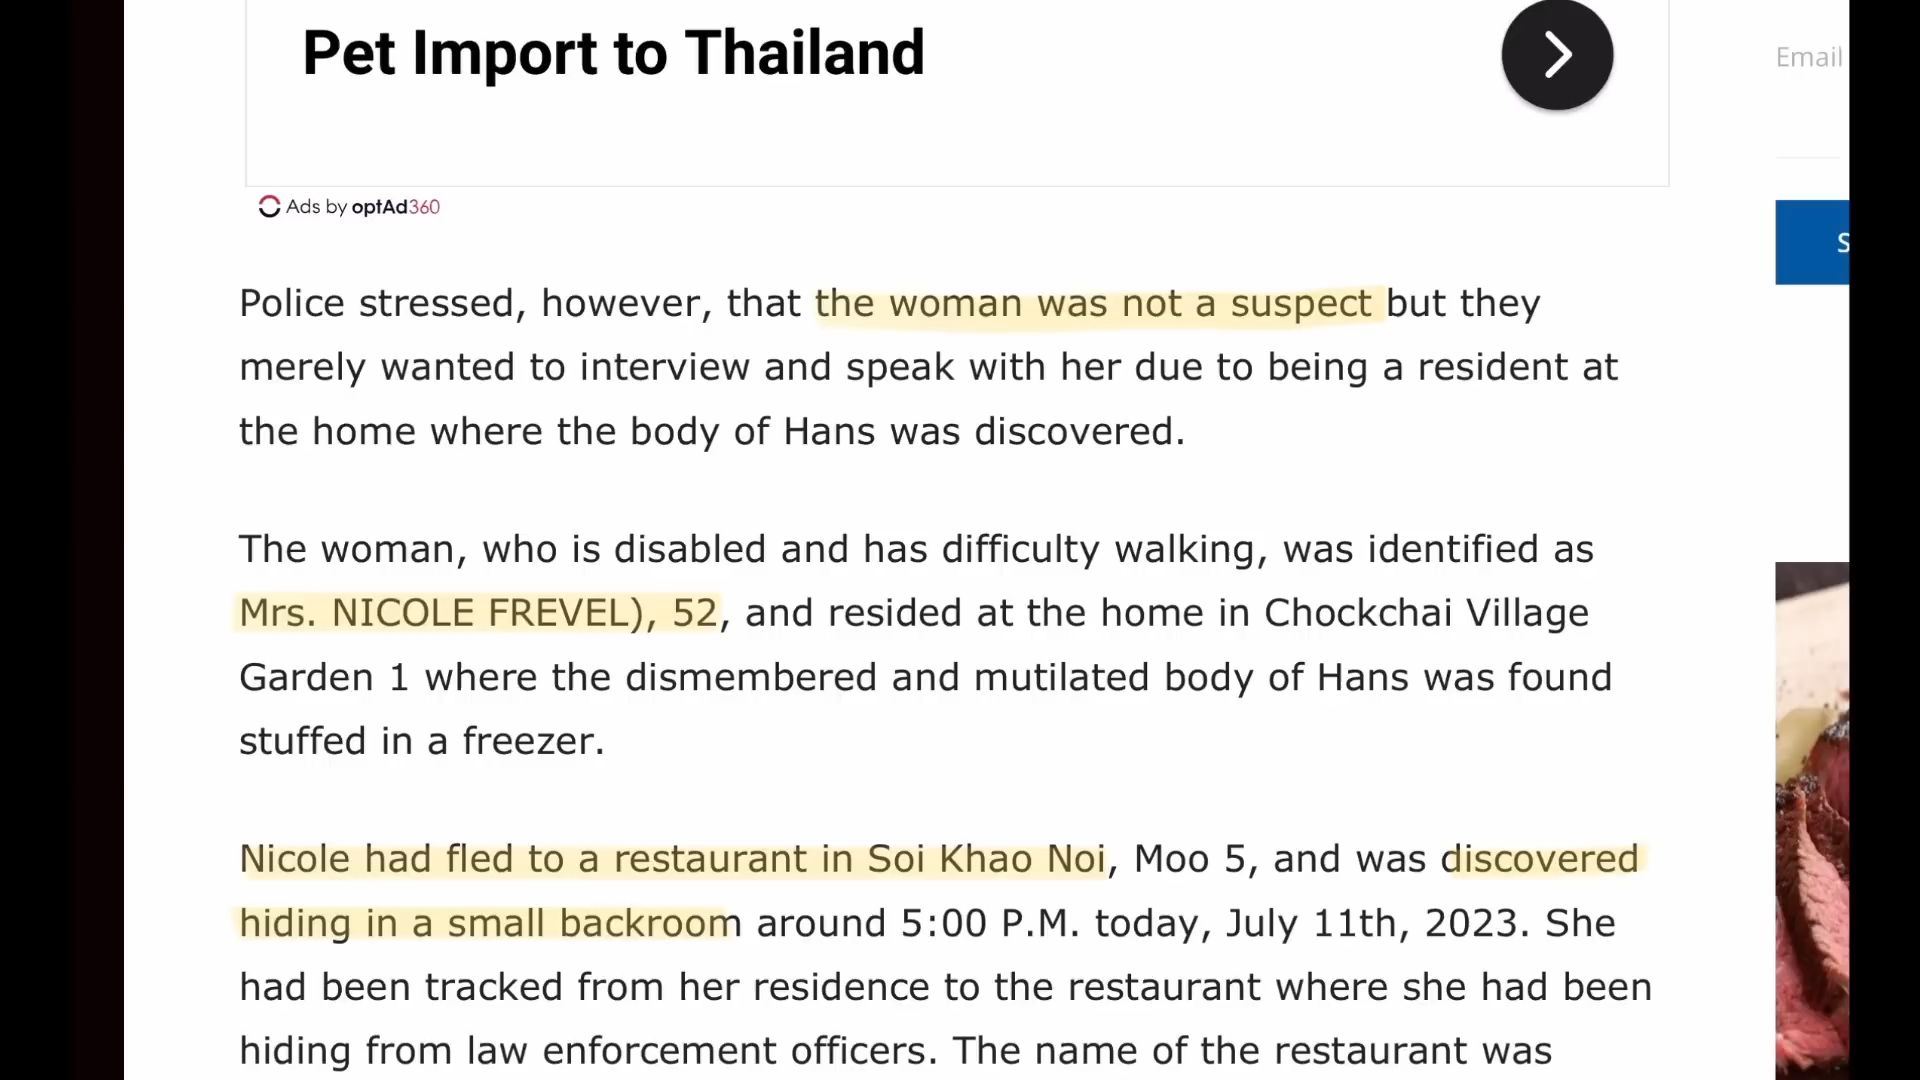 Pet Import to Thailand
Email
Ads by optAd360
S
Police stressed, however, that the woman was not a suspect but they
merely wanted to interview and speak with her due to being a resident at
the home where the body of Hans was discovered.
The woman, who is disabled and has difficulty walking, was identified as
Mrs. NICOLE FREVEL), 52, and resided at the home in Chockchai Village
Garden 1 where the dismembered and mutilated body of Hans was found
stuffed in a freezer.
Nicole had fled to a restaurant in Soi Khao Noi, Moo 5, and was discovered
hiding in a small backroom around 5:00 P.M. today, July 11th, 2023. She
had been tracked from her residence to the restaurant where she had been
hiding from law enforcement officers. The name of the restaurant was